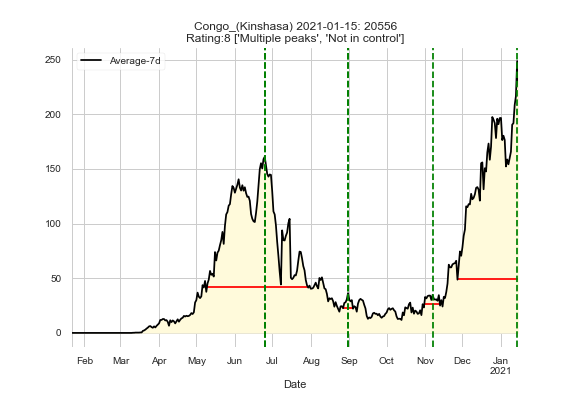 Congo_(Kinshasa) 2021-01-15: 20556
Rating:8 ['Multiple peaks', 'Not in control']
Average-7d
250
200
150
100
50
0
Feb Mar Apr May Jun Jul Aug Sep Oct Nov Dec Jan
2021
Date